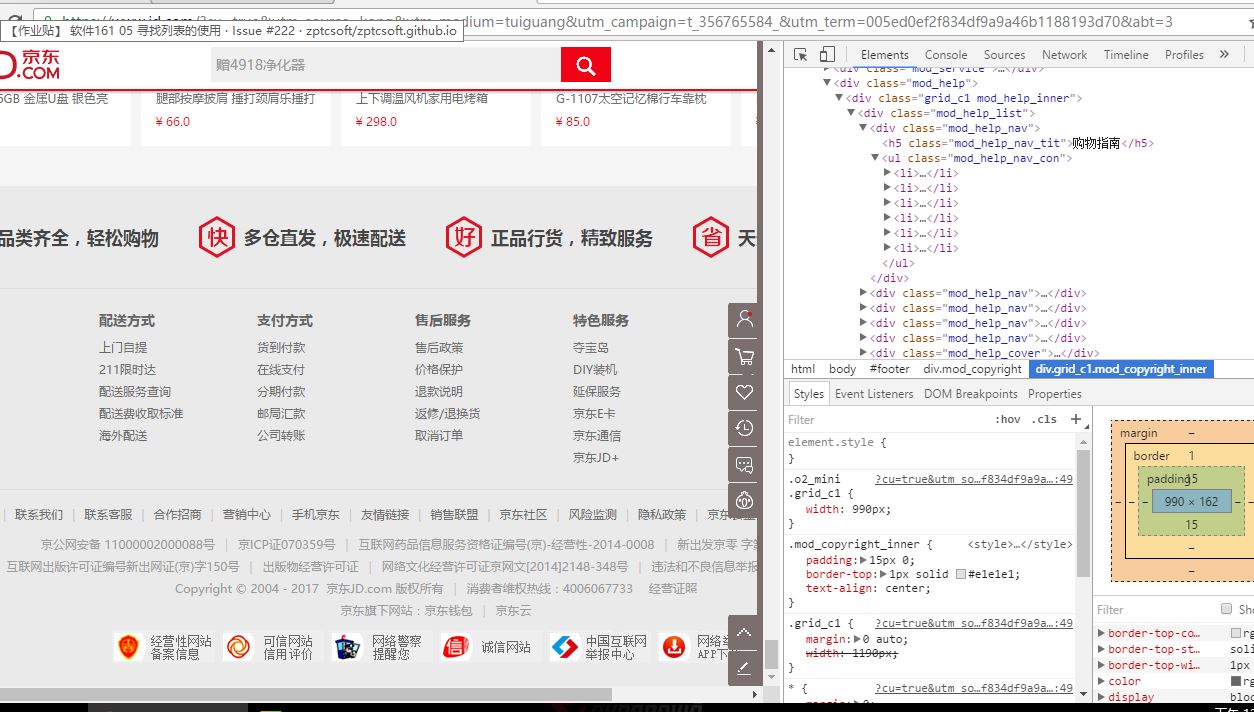 https://www.jd.com/?cu=true&utm_source=kong&utm_medium=tuiguang&utm_campaign=t_356765584_&utm_term=005ed0ef2f834df9a9a46b1188193d70&abt=3
【作业贴】 软件161 05 寻找列表的使用 · Issue #222 · zptcsoft/zptcsoft.github.io
京东
.COM
赠4918净化器
6GB 金属U盘 银色亮
腿部按摩披肩 捶打颈肩乐捶打
上下调温风机家用电烤箱
G-1107太空记忆棉行车靠枕
¥ 66.0
¥ 298.0
¥ 85.0
品类齐全，轻松购物
快 多仓直发，极速配送
好 正品行货，精致服务
省 天
配送方式
上门自提
211限时达
配送服务查询
配送费收取标准
海外配送
支付方式
货到付款
在线支付
分期付款
邮局汇款
公司转账
售后服务
售后政策
价格保护
退款说明
返修/退换货
取消订单
特色服务
夺宝岛
DIY装机
延保服务
京东E卡
京东通信
京东JD+
| 联系我们 | 联系客服 | 合作招商 | 营销中心 | 手机京东 | 友情链接 | 销售联盟 | 京东社区 | 风险监测 | 隐私政策 | 京东
京公网安备 11000002000088号 | 京ICP证070359号 | 互联网药品信息服务资格证编号(京)-经营性-2014-0008 | 新出发京零 字第
互联网出版许可证编号新出网证(京)字150号 | 出版物经营许可证 | 网络文化经营许可证京网文[2014]2148-348号 | 违法和不良信息举报
Copyright © 2004 - 2017 京东JD.com 版权所有 | 消费者维权热线：4006067733 经营证照
京东旗下网站：京东钱包 | 京东云
经营性网站
备案信息
可信网站
信用评价
网络警察
提醒您
诚信网站
中国互联网
举报中心
网络举
APP下
Elements Console Sources Network Timeline Profiles »
<div class="mod_service">…</div>
<div class="mod_help">
<div class="grid_c1 mod_help_inner">
<div class="mod_help_list">
<div class="mod_help_nav">
<h5 class="mod_help_nav_tit">购物指南</h5>
<ul class="mod_help_nav_con">
<li>…</li>
<li>…</li>
<li>…</li>
<li>…</li>
<li>…</li>
<li>…</li>
</ul>
</div>
<div class="mod_help_nav">…</div>
<div class="mod_help_nav">…</div>
<div class="mod_help_nav">…</div>
<div class="mod_help_nav">…</div>
<div class="mod_help_cover">…</div>
html body #footer div.mod_copyright div.grid_c1.mod_copyright_inner
Styles Event Listeners DOM Breakpoints Properties
Filter :hov .cls +
element.style {
}
.o2_mini ?cu=true&utm_so…f834df9a9a…:49
.grid_c1 {
width: 990px;
}
.mod_copyright_inner { <style>…</style>
padding: 15px 0;
border-top: 1px solid #e1e1e1;
text-align: center;
}
.grid_c1 { ?cu=true&utm_so…f834df9a9a…:49
margin: 0 auto;
width: 1190px;
}
* { ?cu=true&utm_so…f834df9a9a…:49
margin: 0;
margin –
border 1
padding 15
– – 990 × 162 – –
15
–
–
Filter Sho
border-top-co… rg
border-top-st… soli
border-top-wi… 1px
color rg
display bloc